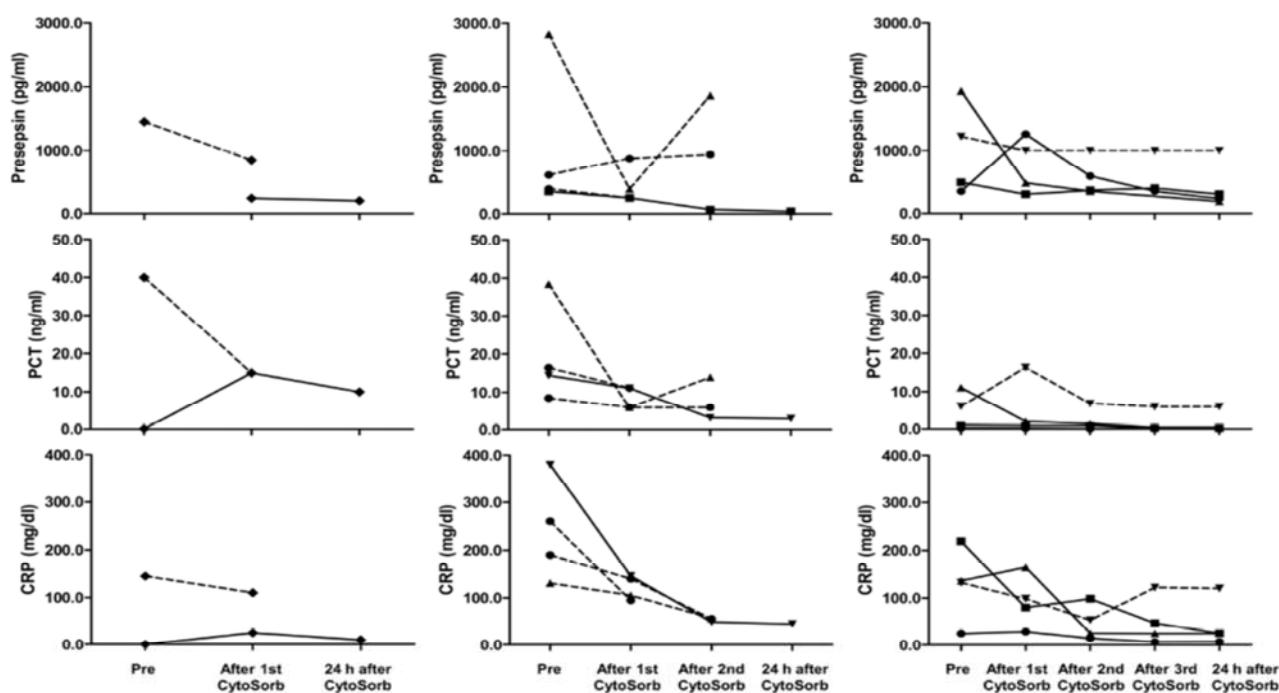 3000.0
2000.0
1000.0
0.0
Presepsin (pg/ml)
3000.0
2000.0
1000.0
0.0
Presepsin (pg/ml)
3000.0
2000.0
1000.0
0.0
Presepsin (pg/ml)
50.0
40.0
30.0
20.0
10.0
0.0
PCT (ng/ml)
50.0
40.0
30.0
20.0
10.0
0.0
PCT (ng/ml)
50.0
40.0
30.0
20.0
10.0
0.0
PCT (ng/ml)
400.0
300.0
200.0
100.0
0.0
CRP (mg/dl)
Pre
After 1st
CytoSorb
24 h after
CytoSorb
400.0
300.0
200.0
100.0
0.0
CRP (mg/dl)
Pre
After 1st
CytoSorb
After 2nd
CytoSorb
24 h after
CytoSorb
400.0
300.0
200.0
100.0
0.0
CRP (mg/dl)
Pre
After 1st
CytoSorb
After 2nd
CytoSorb
After 3rd
CytoSorb
24 h after
CytoSorb